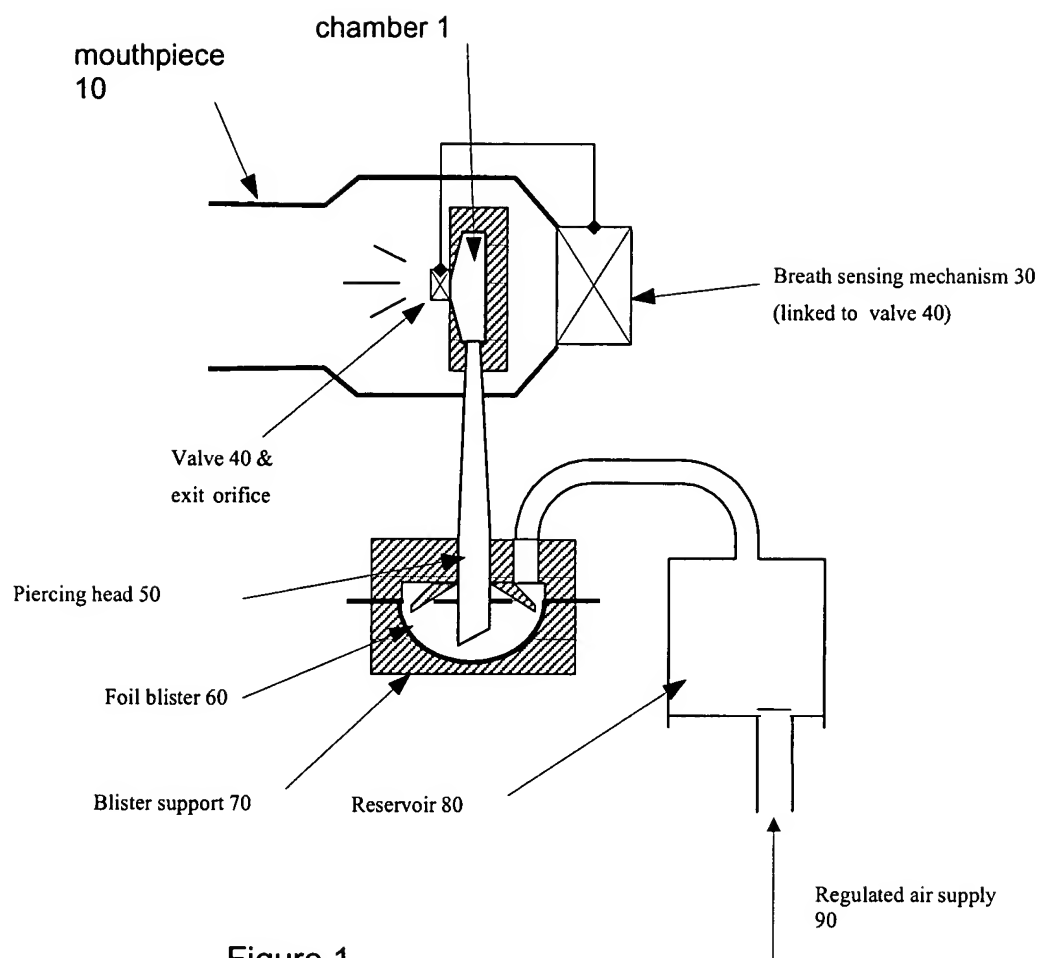 chamber 1
mouthpiece
10
Breath sensing mechanism 30
(linked to valve 40)
Valve 40 &
exit orifice
Piercing head 50
Foil blister 60
Blister support 70
Reservoir 80
Regulated air supply
90
Figure 1